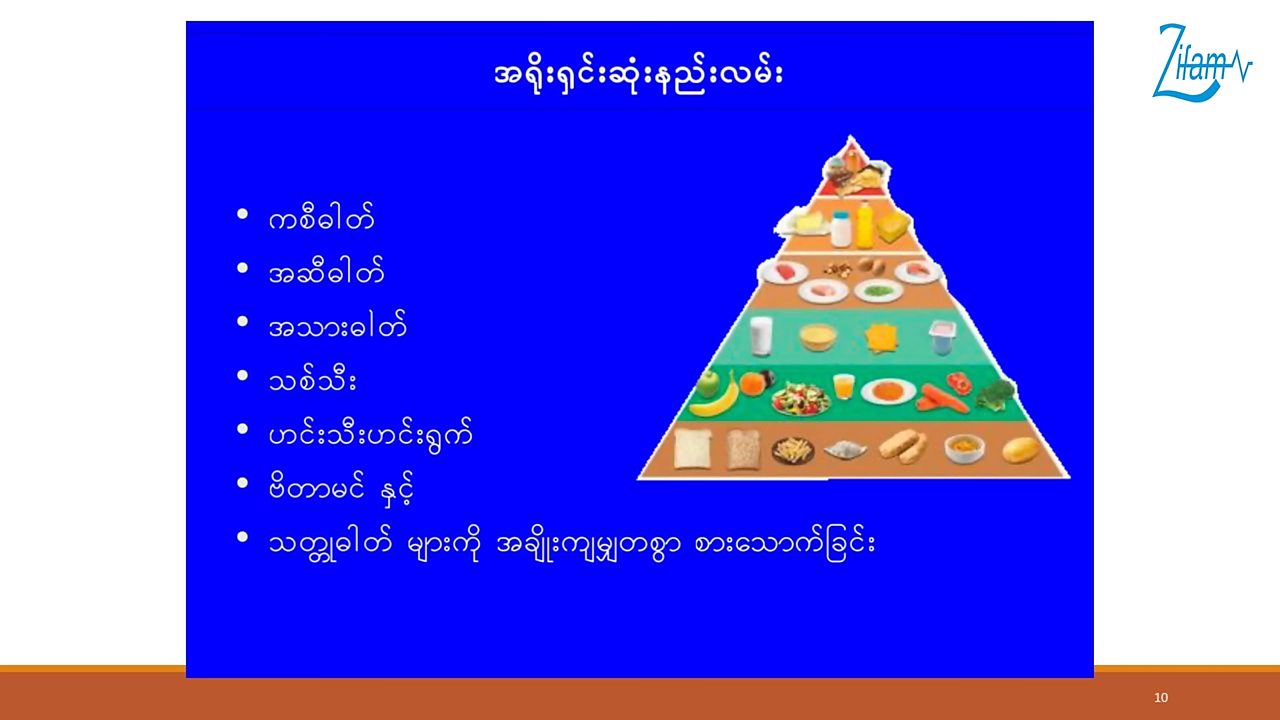 Zifam
အရိုးရှင်းဆုံးနည်းလမ်း
• ကစီဓါတ်
• အဆီဓါတ်
• အသားဓါတ်
• သစ်သီး
• ဟင်းသီးဟင်းရွက်
• ဗိတာမင် နှင့်
• သတ္တုဓါတ် များကို အချိုးကျမျှတစွာ စားသောက်ခြင်း
10